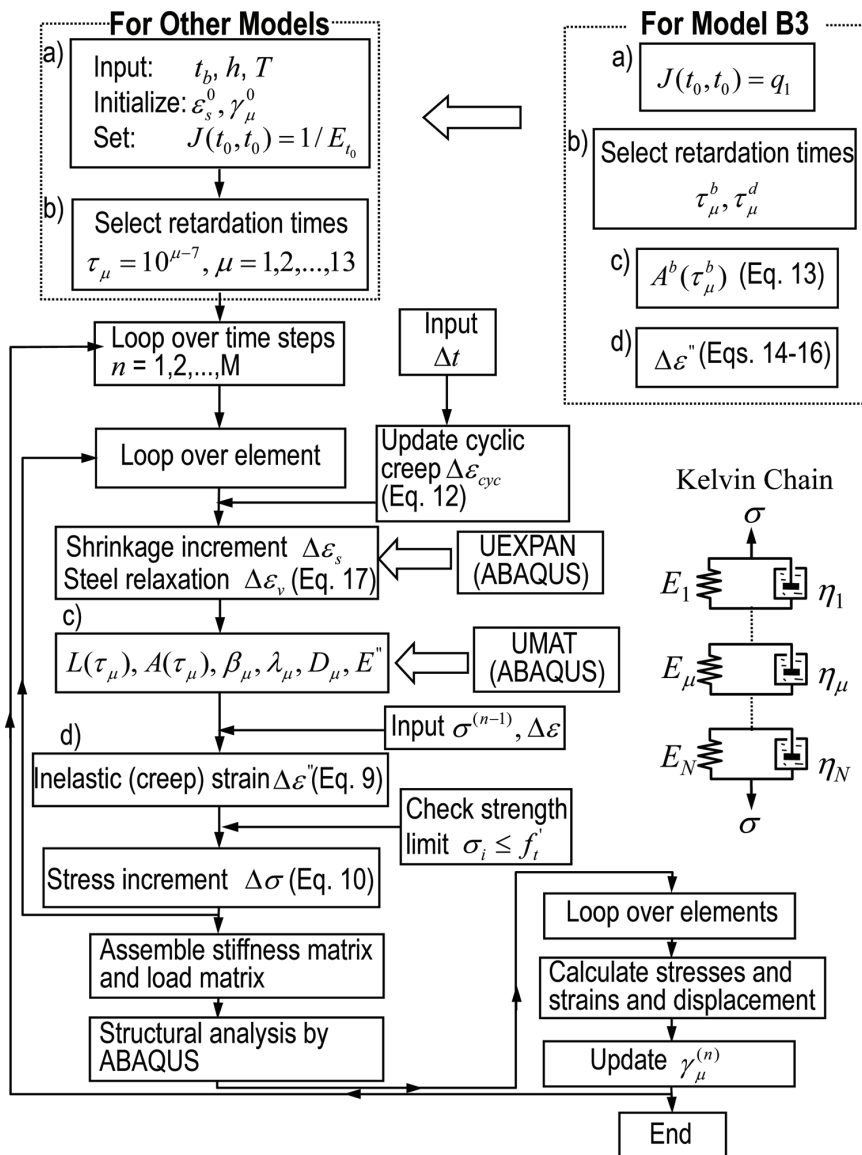 For Other Models
a)
Input: t_b, h, T
Initialize: ε_s^0, γ_μ^0
Set: J(t_0, t_0) = 1 / E_{t_0}
b)
Select retardation times
τ_μ = 10^{μ−7}, μ = 1,2,...,13
For Model B3
a)
J(t_0, t_0) = q_1
b)
Select retardation times
τ_μ^b, τ_μ^d
c)
A^b(τ_μ^b) (Eq. 13)
d)
Δε" (Eqs. 14-16)
Loop over time steps
n = 1,2,...,M
Input
Δt
Loop over element
Update cyclic
creep Δε_{cyc}
(Eq. 12)
Shrinkage increment Δε_s
Steel relaxation Δε_v (Eq. 17)
UEXPAN
(ABAQUS)
c)
L(τ_μ), A(τ_μ), β_μ, λ_μ, D_μ, E"
UMAT
(ABAQUS)
Input σ^{(n-1)}, Δε
d)
Inelastic (creep) strain Δε" (Eq. 9)
Check strength
limit σ_i ≤ f_t'
Stress increment Δσ (Eq. 10)
Assemble stiffness matrix
and load matrix
Structural analysis by
ABAQUS
Kelvin Chain
σ
E_1 η_1
E_μ η_μ
E_N η_N
σ
Loop over elements
Calculate stresses and
strains and displacement
Update γ_μ^{(n)}
End